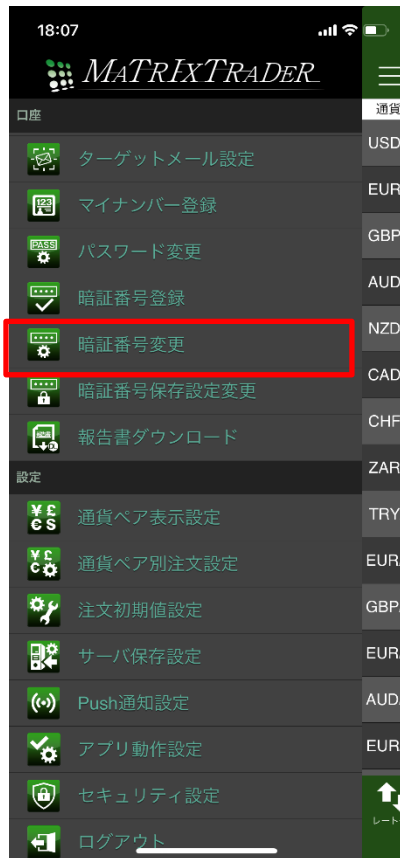 18:07
MATRIXTRADER
口座
通貨
ターゲットメール設定
USD
マイナンバー登録
EUR
パスワード変更
GBP
暗証番号登録
AUD
暗証番号変更
NZD
暗証番号保存設定変更
CAD
報告書ダウンロード
CHF
設定
ZAR
通貨ペア表示設定
TRY
通貨ペア別注文設定
EUR
注文初期値設定
GBP
サーバ保存設定
EUR
Push通知設定
AUD
アプリ動作設定
EUR
セキュリティ設定
レート
ログアウト